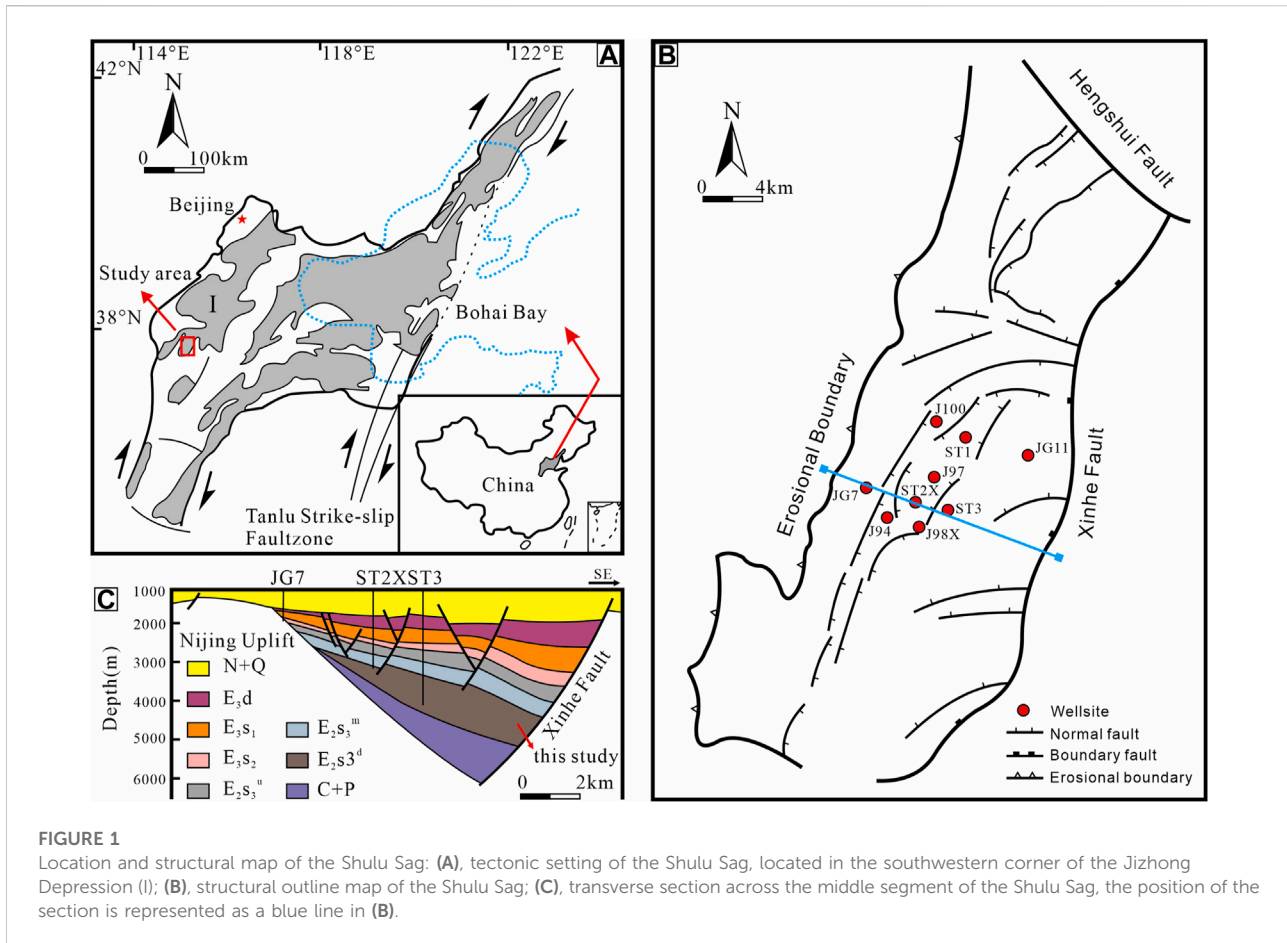 114°E
118°E
122°E
A
42°N
N
0 100km
Beijing
Study area
I
38°N
Bohai Bay
China
Tanlu Strike-slip
Faultzone
B
N
0 4km
Hengshui Fault
Erosional Boundary
Xinhe Fault
J100
ST1
JG11
J97
JG7
ST2X
ST3
J94
J98X
Wellsite
Normal fault
Boundary fault
Erosional boundary
C
JG7 ST2XST3
SE
1000
2000
3000
4000
5000
6000
Depth(m)
Nijing Uplift
N+Q
E₃d
E₃s₁
E₃s₂
E₂s₃ᵘ
E₂s₃ᵐ
E₂s3ᵈ
C+P
Xinhe Fault
this study
0 2km
FIGURE 1
Location and structural map of the Shulu Sag: (A), tectonic setting of the Shulu Sag, located in the southwestern corner of the Jizhong
Depression (I); (B), structural outline map of the Shulu Sag; (C), transverse section across the middle segment of the Shulu Sag, the position of the
section is represented as a blue line in (B).